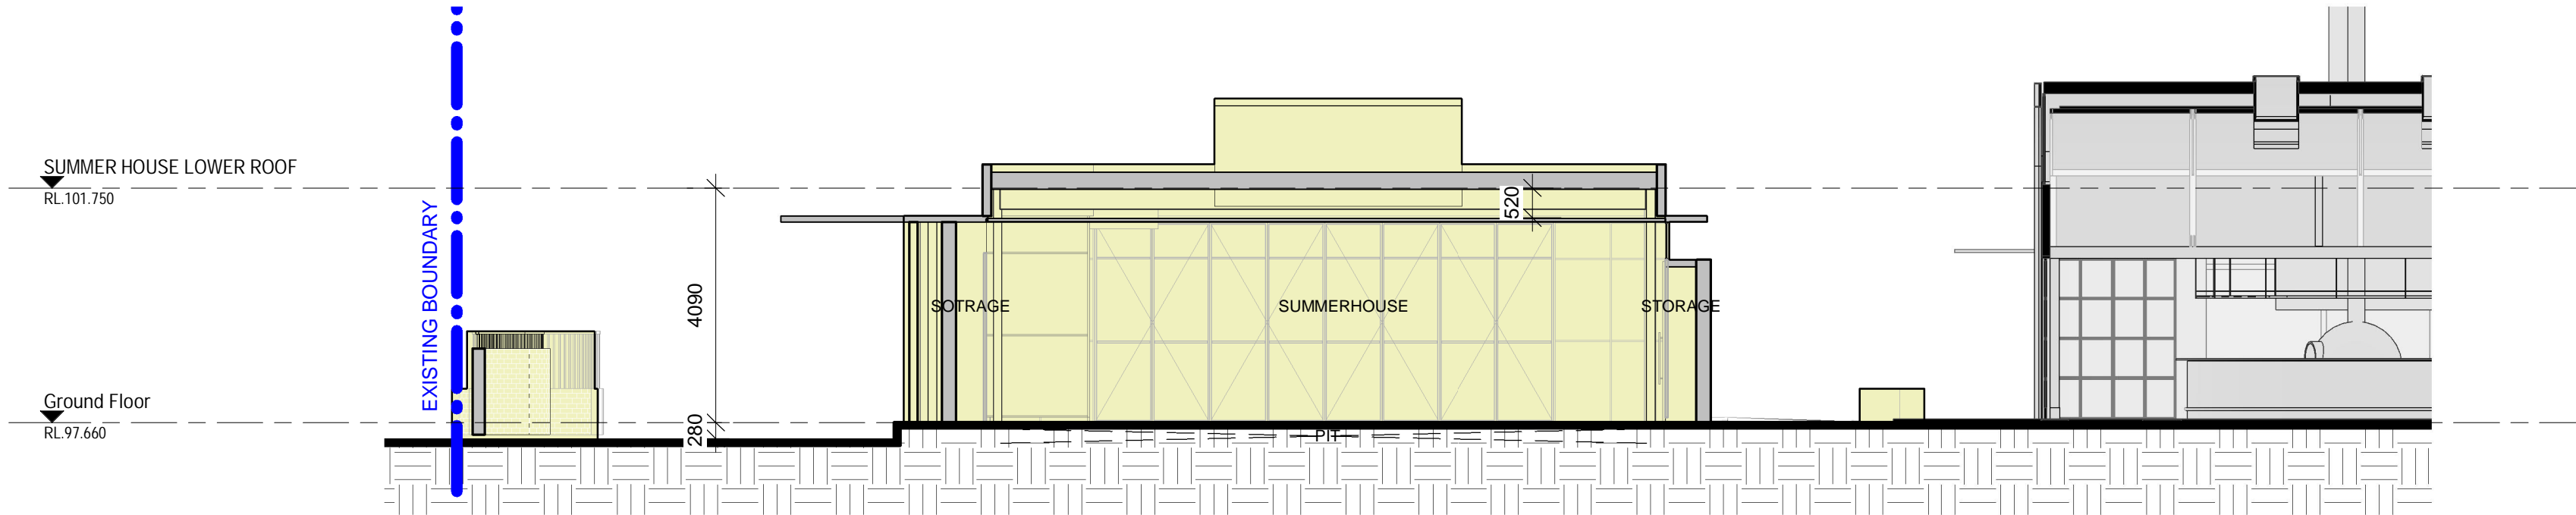 SUMMER HOUSE LOWER ROOF
RL.101.750
EXISTING BOUNDARY
520
4090
SOTRAGE
SUMMERHOUSE
STORAGE
Ground Floor
RL.97.660
280
PIT